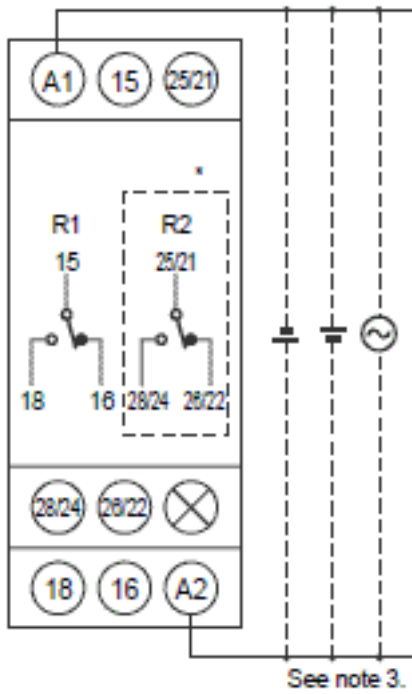 A1 15 25/21
*
R1 R2
15 25/21
18 16 28/24 26/22
28/24 26/22
18 16 A2
See note 3.